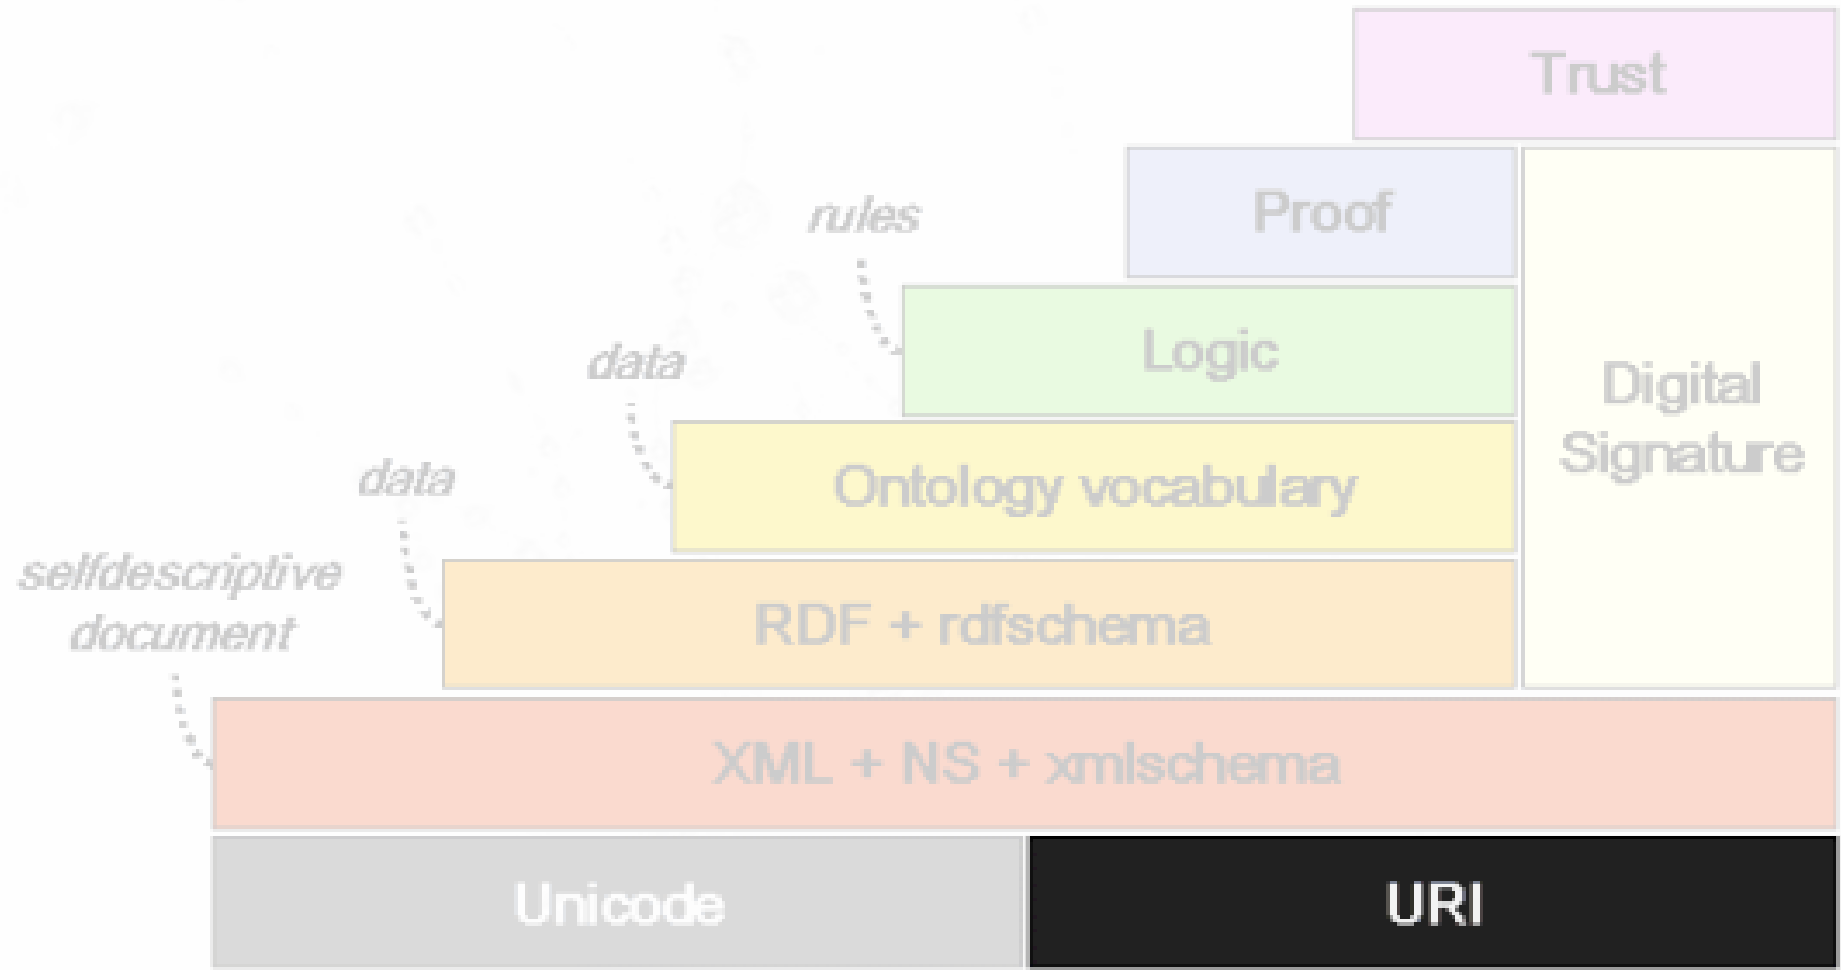 Trust
Proof
rules
Logic
Digital
Signature
data
Ontology vocabulary
data
RDF + rdfschema
selfdescriptive
document
XML + NS + xmlschema
Unicode
URI